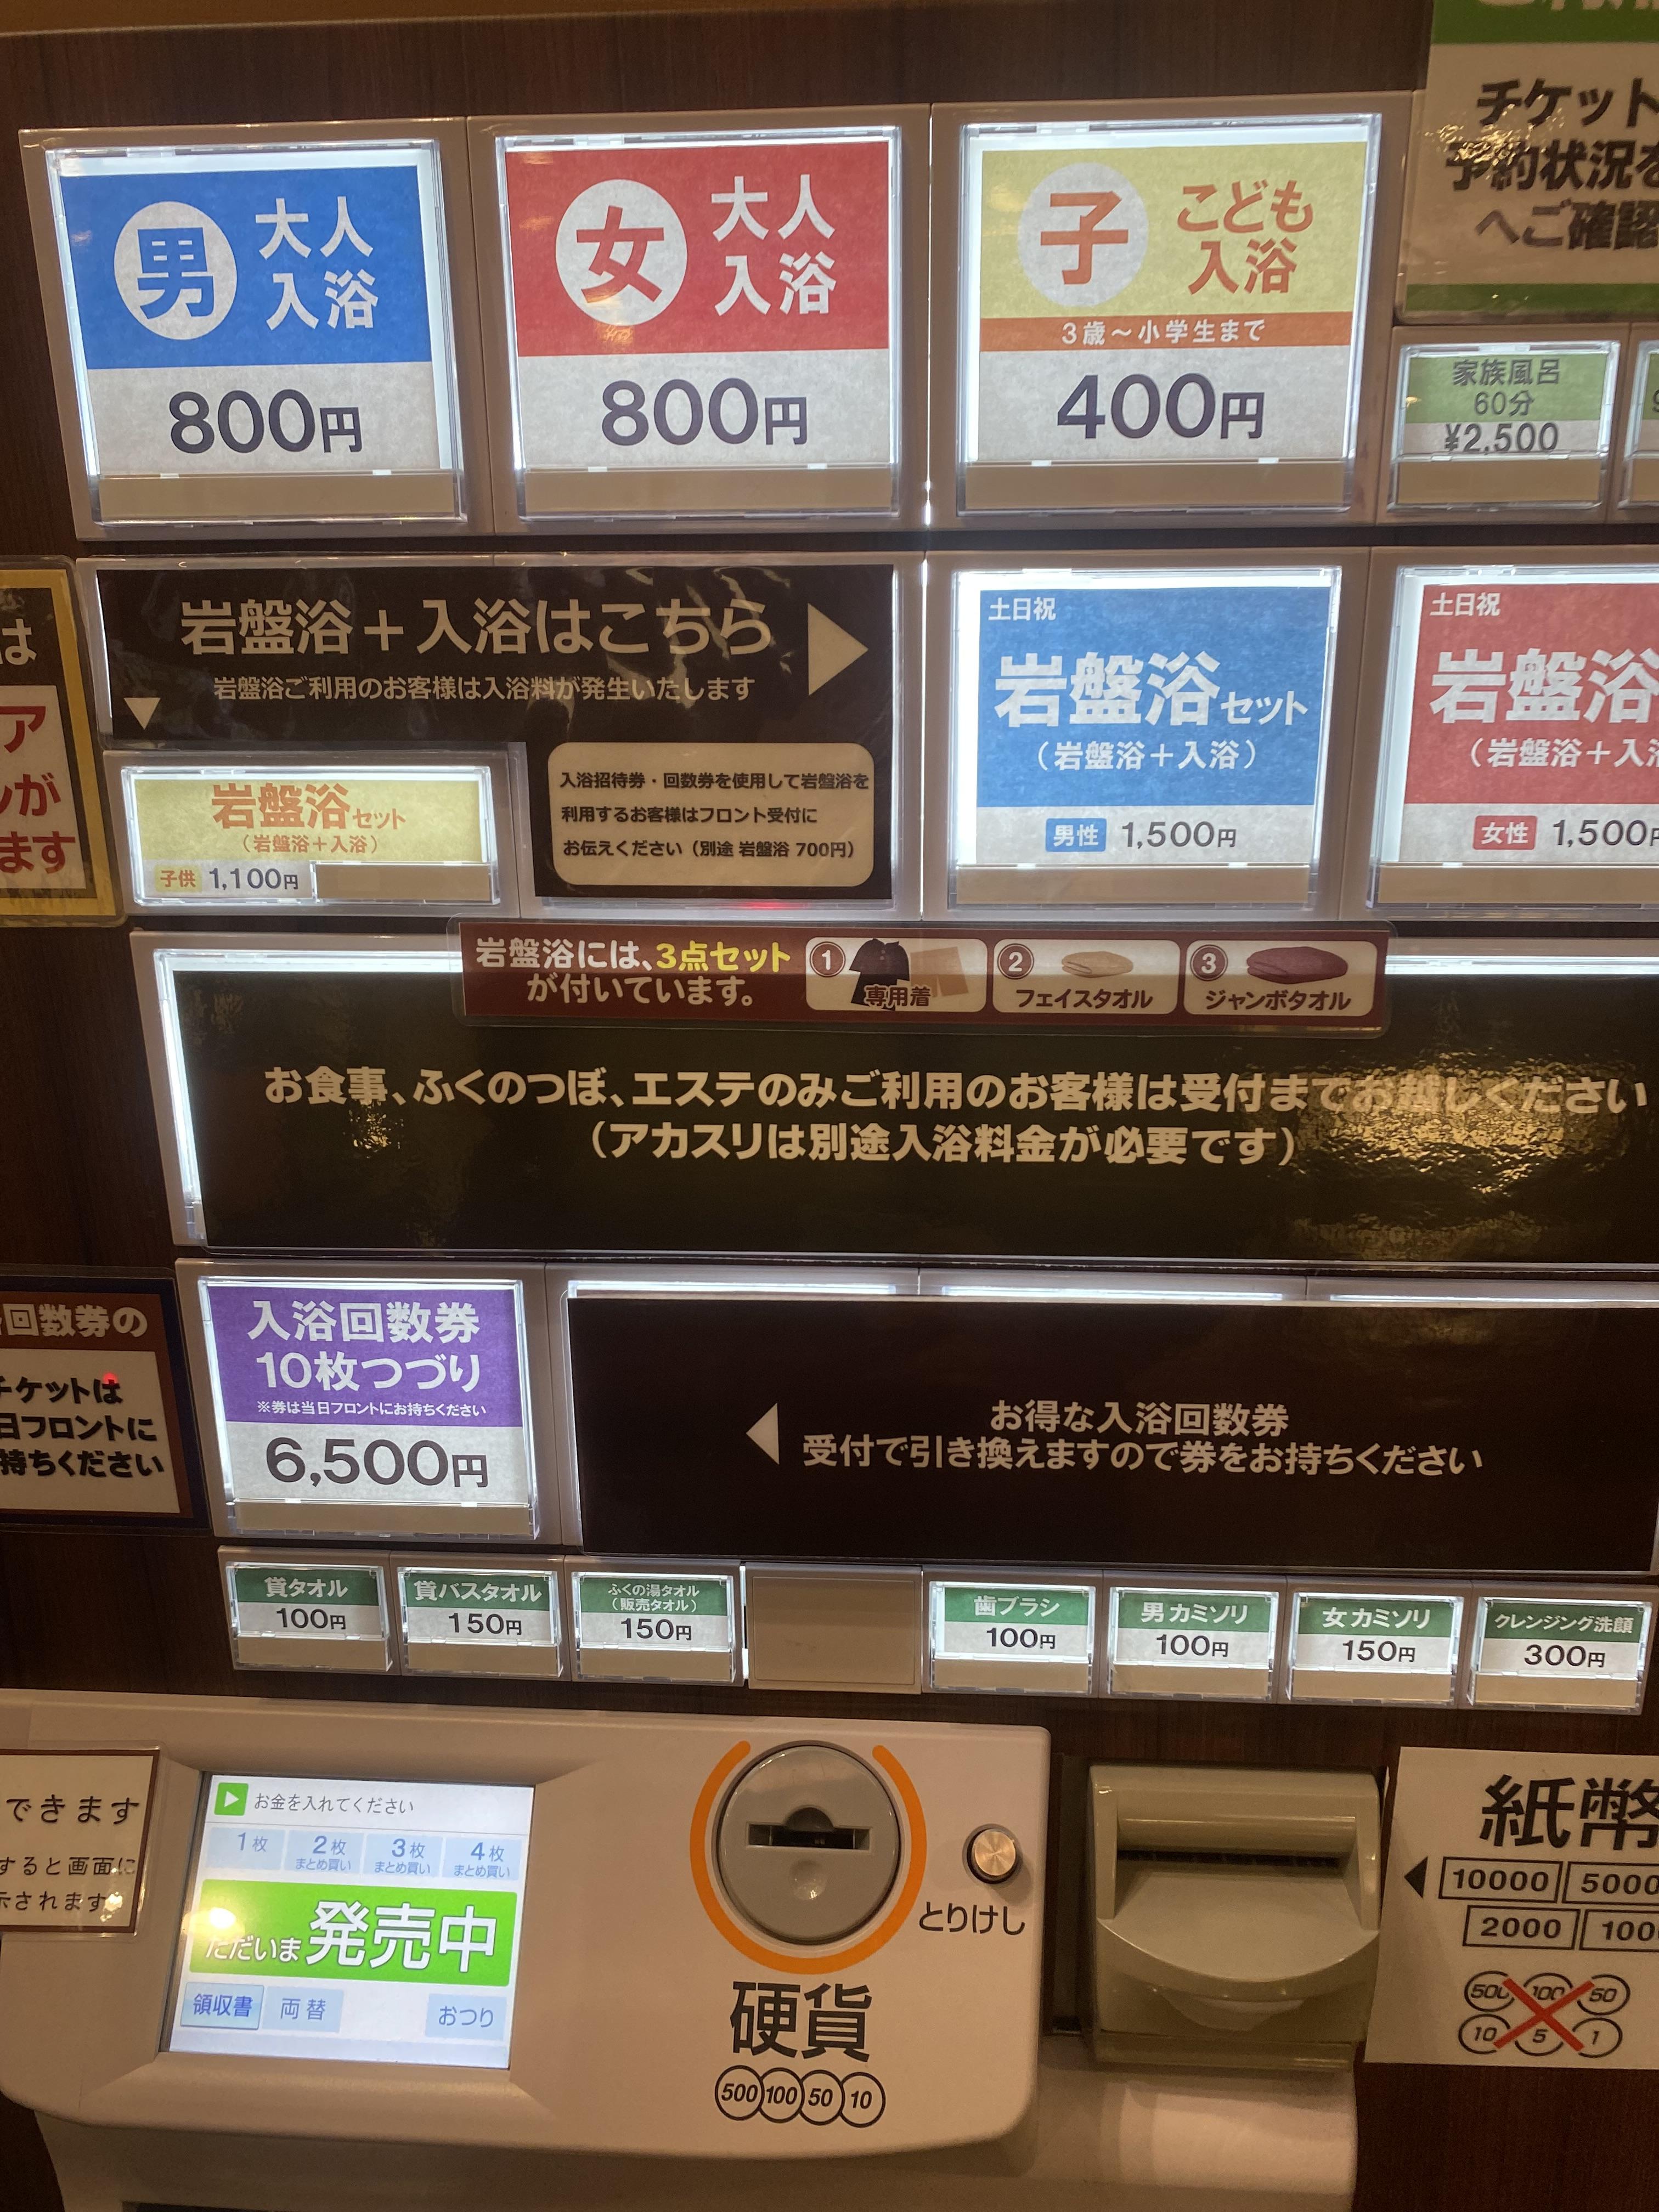 男
大人
入浴
800円
女
大人
入浴
800円
子
こども
入浴
3歳〜小学生まで
400円
チケット
予約状況を
へご確認
家族風呂
60分
¥2,500
は
ア
ンが
ます
岩盤浴＋入浴はこちら
岩盤浴ご利用のお客様は入浴料が発生いたします
岩盤浴セット
（岩盤浴＋入浴）
子供 1,100円
入浴招待券・回数券を使用して岩盤浴を
利用するお客様はフロント受付に
お伝えください（別途 岩盤浴 700円）
土日祝
岩盤浴セット
（岩盤浴＋入浴）
男性 1,500円
土日祝
岩盤浴
（岩盤浴＋入浴
女性 1,500円
岩盤浴には、3点セット
が付いています。
1 専用着
2 フェイスタオル
3 ジャンボタオル
お食事、ふくのつぼ、エステのみご利用のお客様は受付までお越しください
（アカスリは別途入浴料金が必要です）
回数券の
チケットは
日フロントに
持ちください
入浴回数券
10枚つづり
※券は当日フロントにお持ちください
6,500円
お得な入浴回数券
受付で引き換えますので券をお持ちください
貸タオル
100円
貸バスタオル
150円
ふくの湯タオル
（販売タオル）
150円
歯ブラシ
100円
男カミソリ
100円
女カミソリ
150円
クレンジング洗顔
300円
できます
すると画面に
示されます。
お金を入れてください
1枚
2枚
まとめ買い
3枚
まとめ買い
4枚
まとめ買い
ただいま発売中
領収書
両替
おつり
とりけし
硬貨
500 100 50 10
紙幣
10000 5000
2000 1000
500 100 50
10 5 1